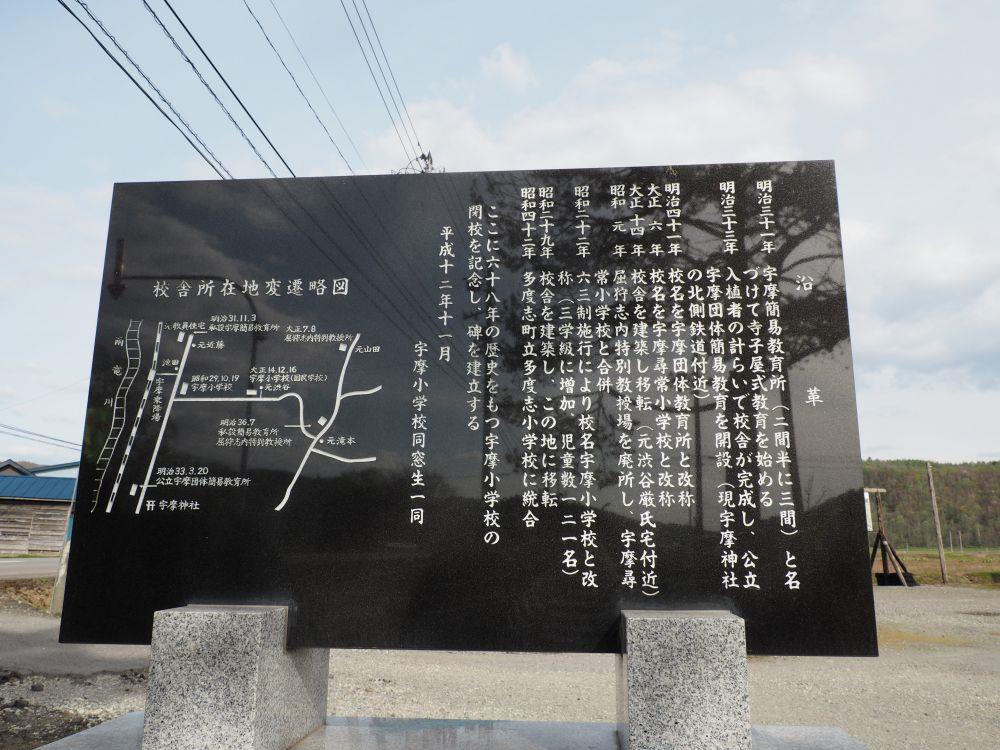 沿革
明治三十一年 宇摩簡易教育所（二間半に三間）と名
づけて寺子屋式教育を始める
入植者の計らいで校舎が完成し、公立
明治三十三年 宇摩団体簡易教育を開設（現宇摩神社
の北側鉄道付近）
明治四十一年 校名を宇摩団体教育所と改称
大正 六 年 校名を宇摩尋常小学校と改称
大正十四年 校舎を建築し移転（元渋谷厳氏宅付近）
昭和 元 年 屈狩志内特別教授場を廃所し、宇摩尋
常小学校と合併
昭和二十二年 六三制施行により校名宇摩小学校と改
称（三学級に増加、児童数一二一名）
昭和二十九年 校舎を建築し、この地に移転
昭和四十二年 多度志町立多度志小学校に統合
ここに六十八年の歴史をもつ宇摩小学校の
開校を記念し、碑を建立する
平成十二年十一月
宇摩小学校同窓生一同
校舎所在地変遷略図
雨竜川
元教員住宅
明治31.11.3
私設宇摩簡易教育所
大正7.8
屈狩志内特別教授所
元近藤
元山田
池田
宇摩乗降場
昭和29.10.19
宇摩小学校
大正14.12.16
宇摩小学校(国民学校)
元渋谷
明治36.7
私設簡易教育所
屈狩志内特別教授所
元滝本
明治33.3.20
公立宇摩団体簡易教育所
宇摩神社